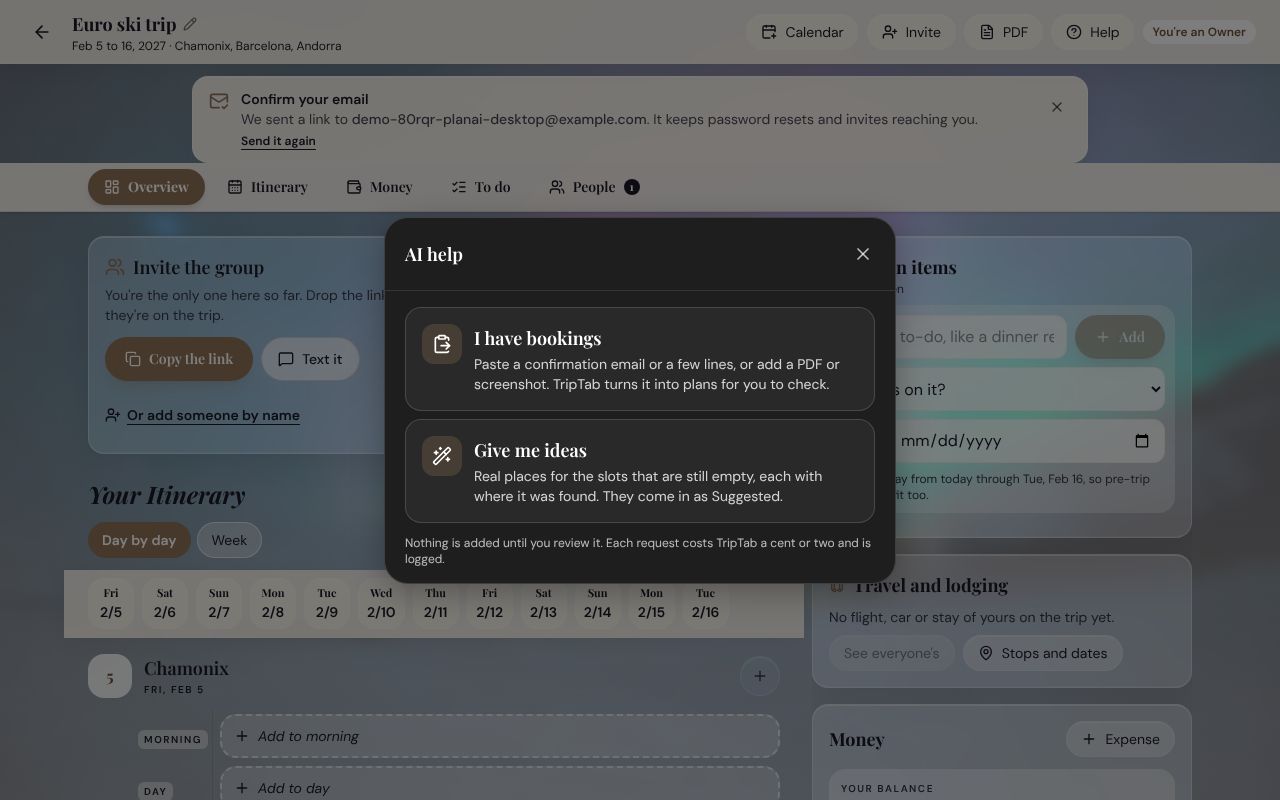 Euro ski trip
Feb 5 to 16, 2027 · Chamonix, Barcelona, Andorra
Calendar
Invite
PDF
Help
You're an Owner
Confirm your email
We sent a link to demo-80rqr-planai-desktop@example.com. It keeps password resets and invites reaching you.
Send it again
Overview
Itinerary
Money
To do
People 1
Invite the group
You're the only one here so far. Drop the link
they're on the trip.
Copy the link
Text it
Or add someone by name
AI help
I have bookings
Paste a confirmation email or a few lines, or add a PDF or
screenshot. TripTab turns it into plans for you to check.
Give me ideas
Real places for the slots that are still empty, each with
where it was found. They come in as Suggested.
Nothing is added until you review it. Each request costs TripTab a cent or two and is
logged.
n items
on
to-do, like a dinner re
Add
s on it?
mm/dd/yyyy
ay from today through Tue, Feb 16, so pre-trip
it too.
Your Itinerary
Day by day
Week
Fri 2/5
Sat 2/6
Sun 2/7
Mon 2/8
Tue 2/9
Wed 2/10
Thu 2/11
Fri 2/12
Sat 2/13
Sun 2/14
Mon 2/15
Tue 2/16
5
Chamonix
FRI, FEB 5
MORNING
Add to morning
DAY
Add to day
Travel and lodging
No flight, car or stay of yours on the trip yet.
See everyone's
Stops and dates
Money
Expense
YOUR BALANCE